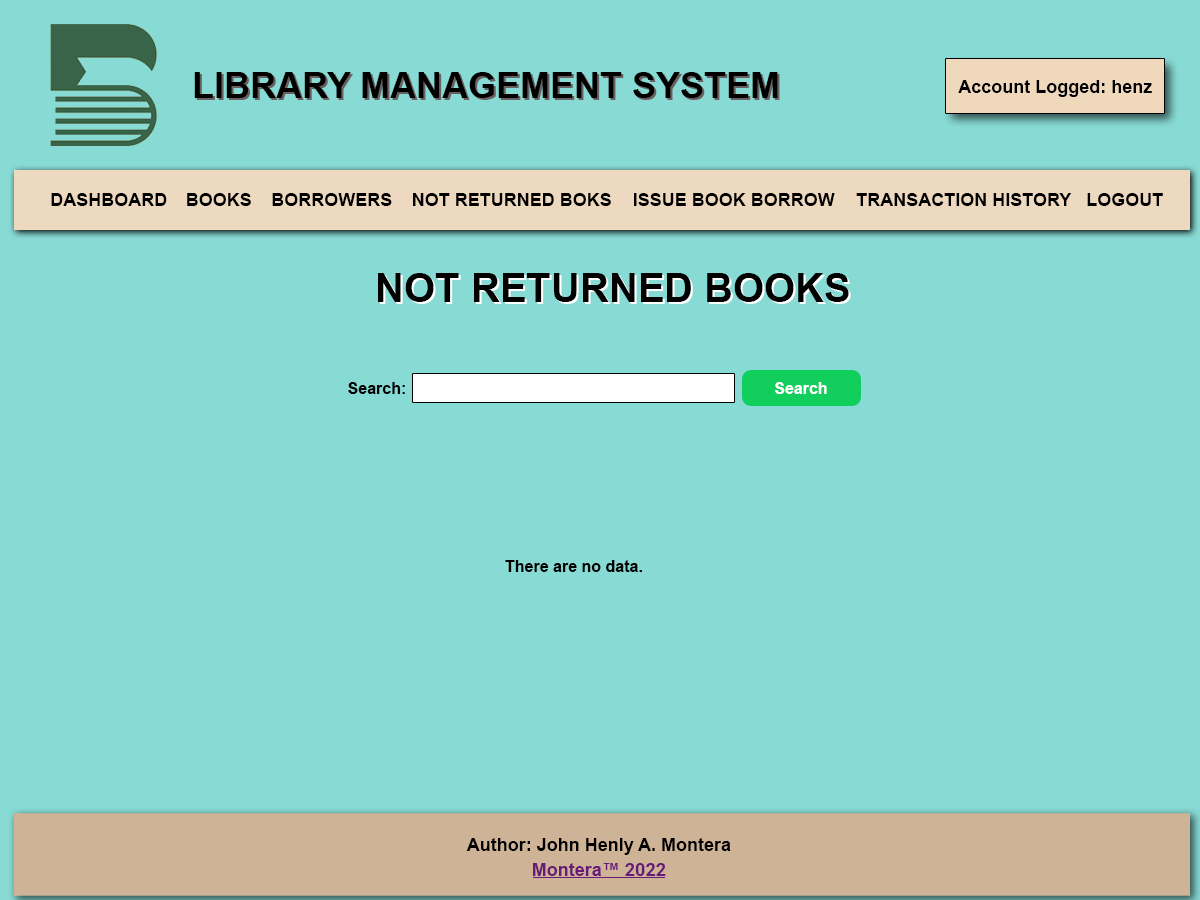 LIBRARY MANAGEMENT SYSTEM
Account Logged: henz
DASHBOARD BOOKS BORROWERS NOT RETURNED BOKS ISSUE BOOK BORROW TRANSACTION HISTORY LOGOUT
NOT RETURNED BOOKS
Search: Search
There are no data.
Author: John Henly A. Montera
Montera™ 2022